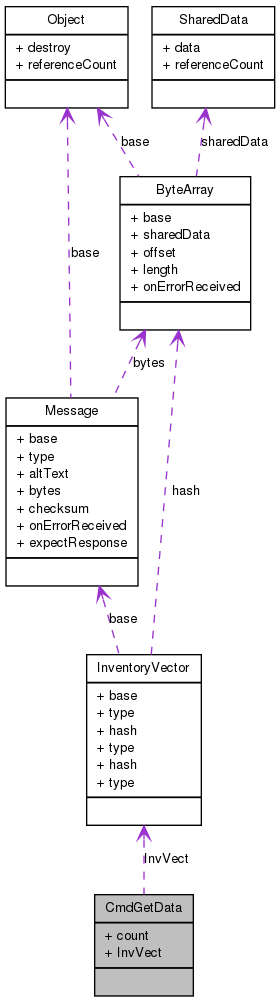 Object
+ destroy
+ referenceCount
SharedData
+ data
+ referenceCount
base
sharedData
ByteArray
+ base
+ sharedData
+ offset
+ length
+ onErrorReceived
base
bytes
Message
+ base
+ type
+ altText
+ bytes
+ checksum
+ onErrorReceived
+ expectResponse
hash
base
InventoryVector
+ base
+ type
+ hash
+ type
+ hash
+ type
InvVect
CmdGetData
+ count
+ InvVect